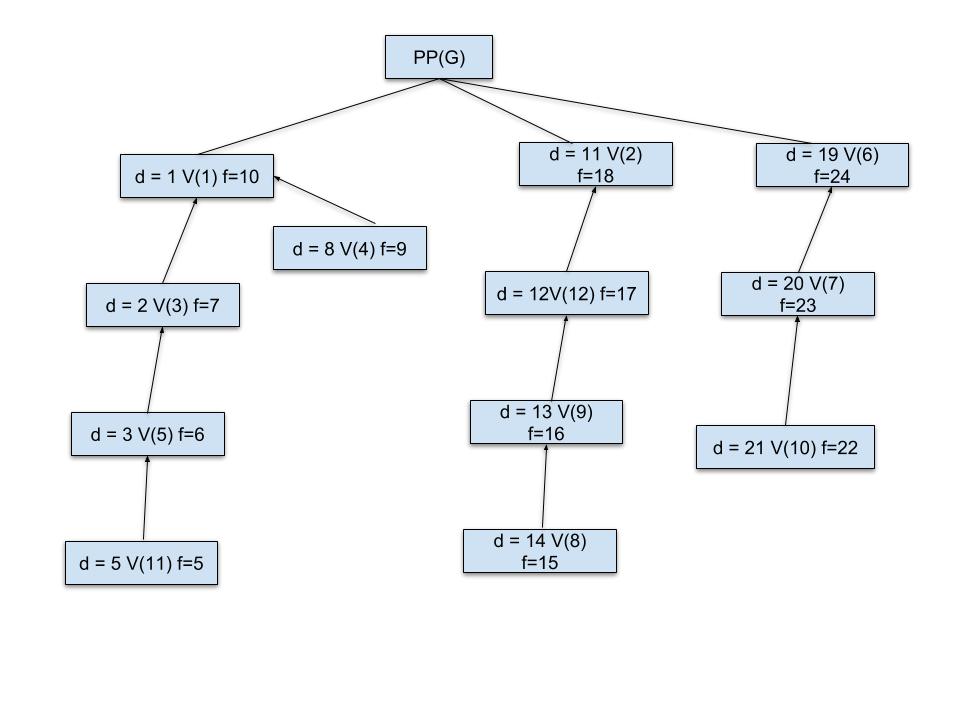 PP(G)
d = 1 V(1) f=10
d = 11 V(2)
f=18
d = 19 V(6)
f=24
d = 8 V(4) f=9
d = 2 V(3) f=7
d = 12V(12) f=17
d = 20 V(7)
f=23
d = 3 V(5) f=6
d = 13 V(9)
f=16
d = 21 V(10) f=22
d = 5 V(11) f=5
d = 14 V(8)
f=15